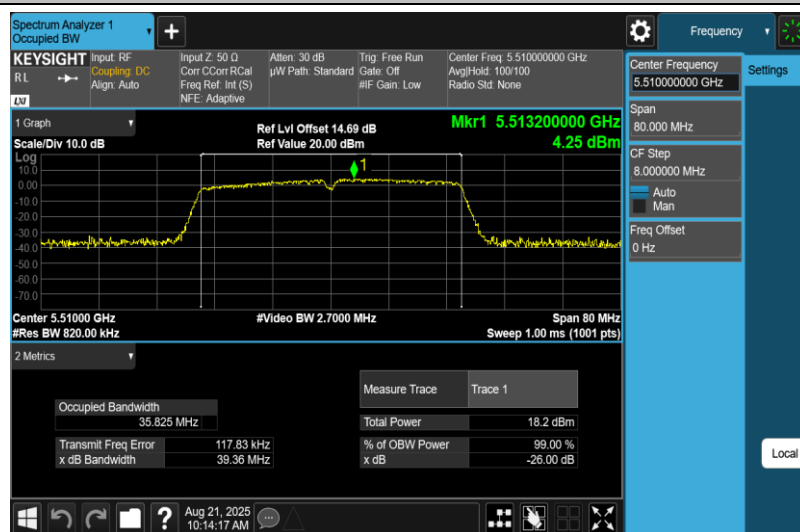 Spectrum Analyzer 1
Occupied BW
+
Frequency
KEYSIGHT
RL
LXI
Input: RF
Coupling: DC
Align: Auto
Input Z: 50 Ω
Corr CCorr RCal
Freq Ref: Int (S)
NFE: Adaptive
Atten: 30 dB
µW Path: Standard
Trig: Free Run
Gate: Off
#IF Gain: Low
Center Freq: 5.510000000 GHz
Avg|Hold: 100/100
Radio Std: None
Center Frequency
5.510000000 GHz
Settings
Span
80.000 MHz
CF Step
8.000000 MHz
Auto
Man
Freq Offset
0 Hz
Local
1 Graph
Scale/Div 10.0 dB
Ref Lvl Offset 14.69 dB
Ref Value 20.00 dBm
Mkr1 5.513200000 GHz
4.25 dBm
Log
10.0
0.00
-10.0
-20.0
-30.0
-40.0
-50.0
-60.0
-70.0
1
Center 5.51000 GHz
#Res BW 820.00 kHz
#Video BW 2.7000 MHz
Span 80 MHz
Sweep 1.00 ms (1001 pts)
2 Metrics
Measure Trace Trace 1
Occupied Bandwidth
35.825 MHz
Total Power 18.2 dBm
Transmit Freq Error 117.83 kHz
% of OBW Power 99.00 %
x dB Bandwidth 39.36 MHz
x dB -26.00 dB
?
Aug 21, 2025
10:14:17 AM